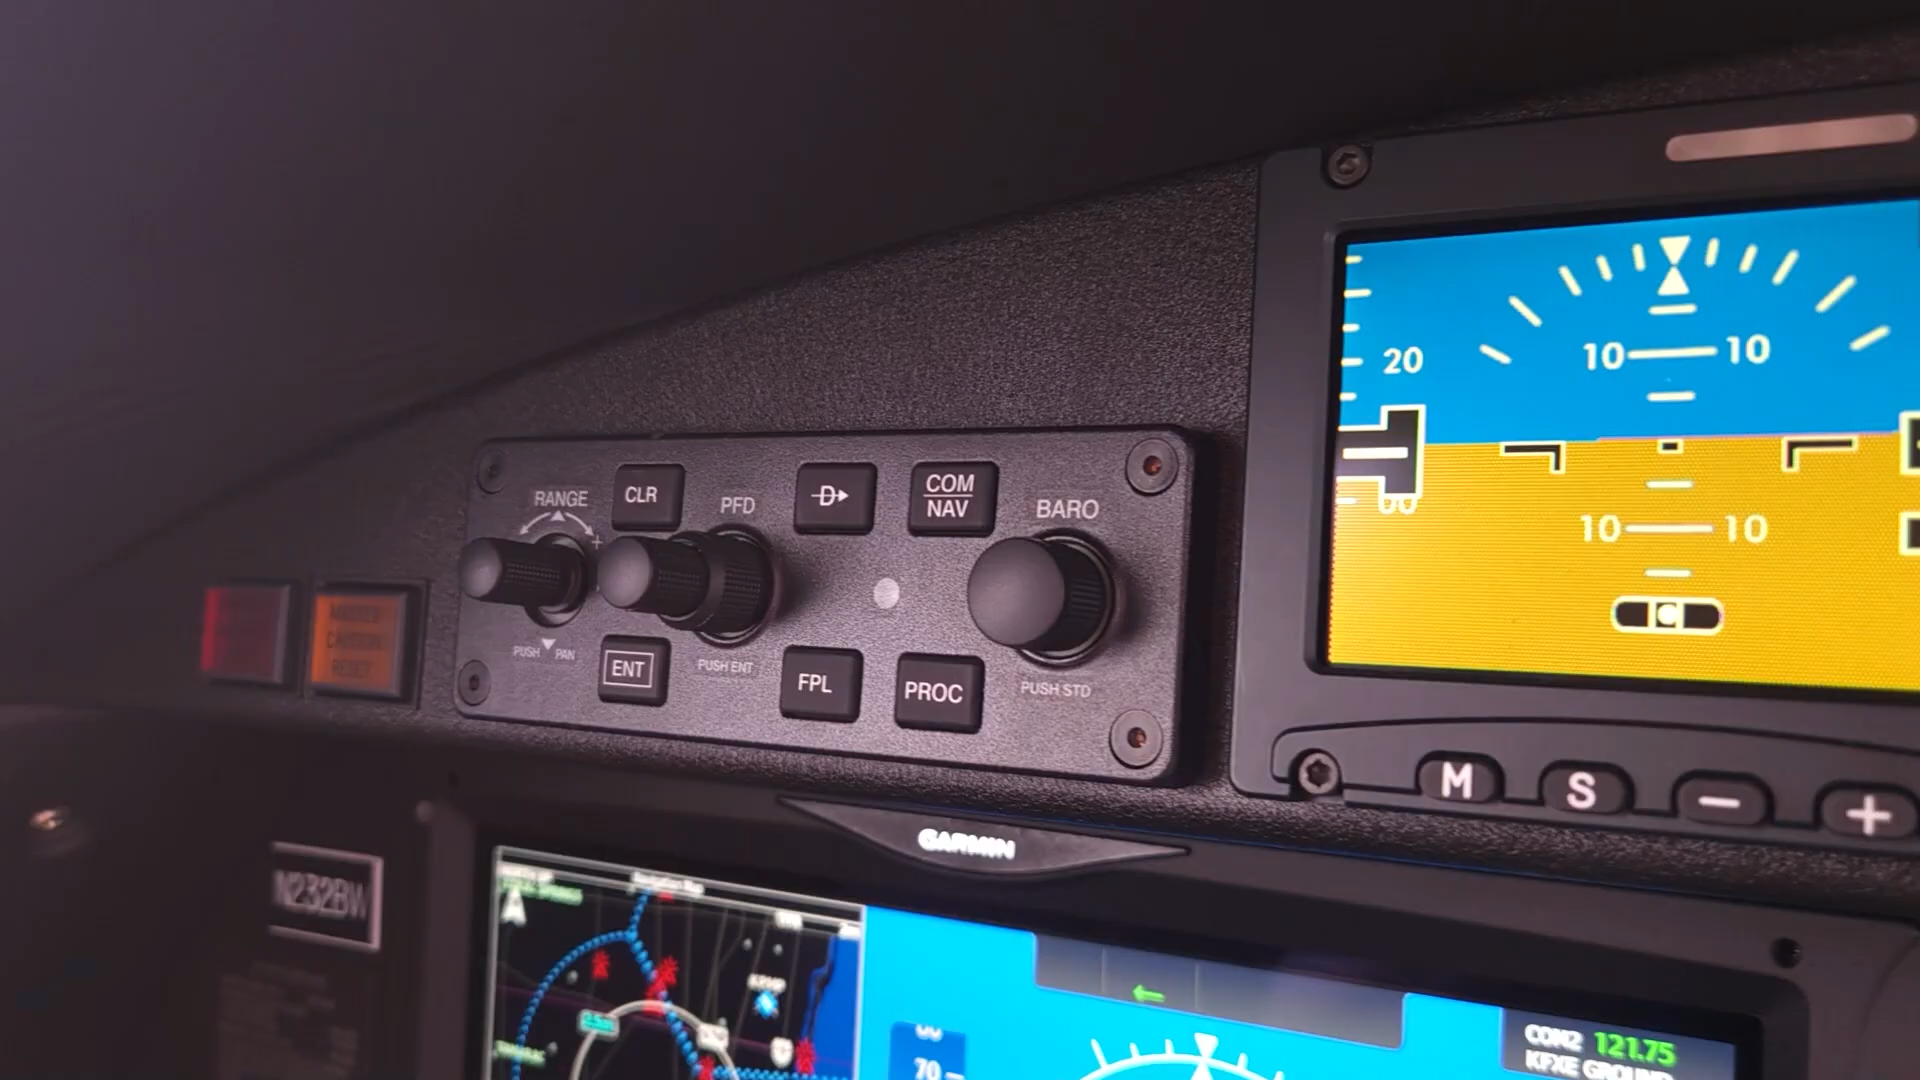 RANGE
CLR
PFD
D
COM
NAV
BARO
+
PUSH PAN
ENT
PUSH ENT
FPL
PROC
PUSH STD
MASTER
CAUTION
RESET
20
10 10
10 10
M S − +
GARMIN
N232BW
70
COM2 121.75
KFXE GROUND